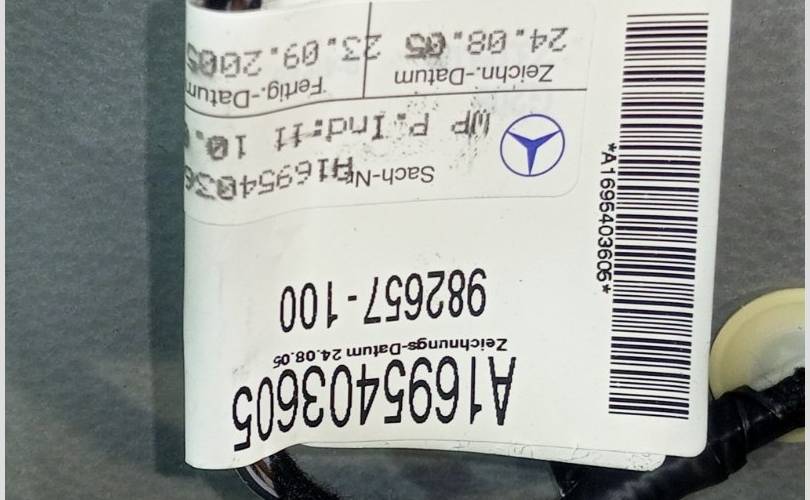 A1695403605
Zeichnungs-Datum 24.08.05
982657-100
Sach-Nr.
WP P.Ind:11 10.
Zeichn.-Datum Fertig.-Datum
24.08.05 23.09.2005
*A1695403605*